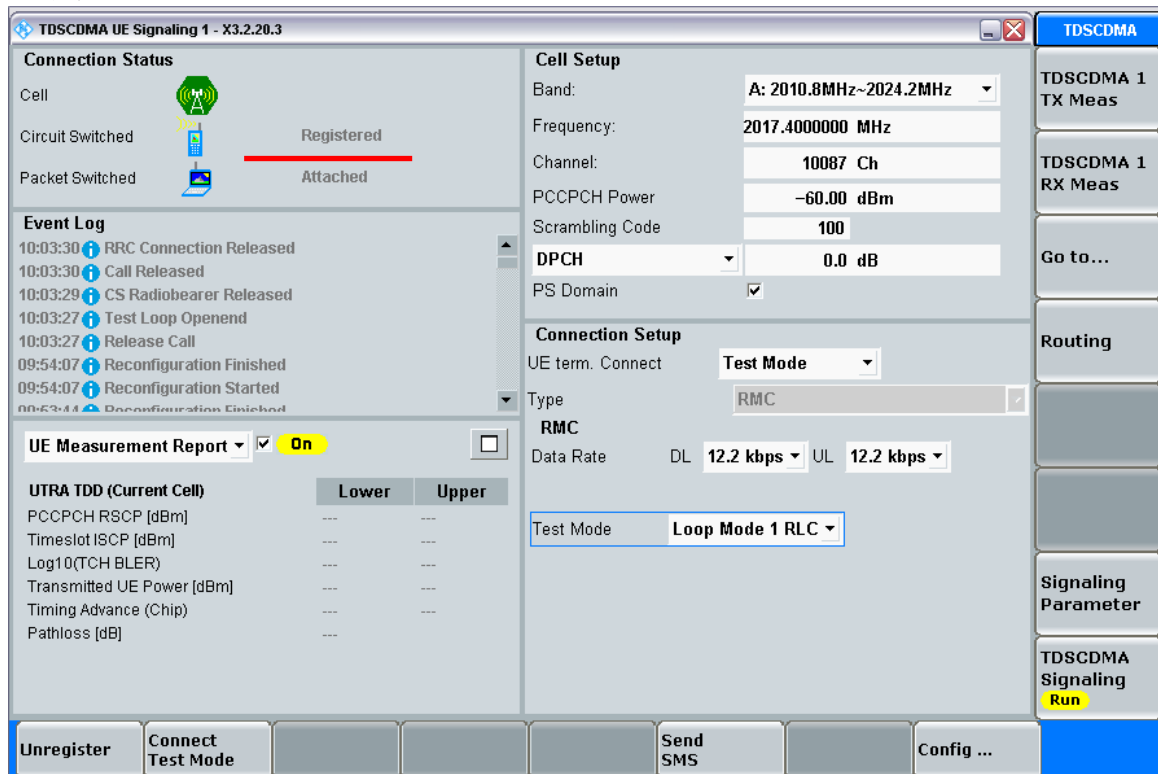 TDSCDMA UE Signaling 1 - X3.2.20.3
TDSCDMA
Connection Status
Cell
Circuit Switched Registered
Packet Switched Attached
Event Log
10:03:30 RRC Connection Released
10:03:30 Call Released
10:03:29 CS Radiobearer Released
10:03:27 Test Loop Openend
10:03:27 Release Call
09:54:07 Reconfiguration Finished
09:54:07 Reconfiguration Started
09:53:44 Reconfiguration Finished
UE Measurement Report On
UTRA TDD (Current Cell) Lower Upper
PCCPCH RSCP [dBm] --- ---
Timeslot ISCP [dBm] --- ---
Log10(TCH BLER) --- ---
Transmitted UE Power [dBm] --- ---
Timing Advance (Chip) --- ---
Pathloss [dB] ---
Cell Setup
Band: A: 2010.8MHz~2024.2MHz
Frequency: 2017.4000000 MHz
Channel: 10087 Ch
PCCPCH Power −60.00 dBm
Scrambling Code 100
DPCH 0.0 dB
PS Domain
Connection Setup
UE term. Connect Test Mode
Type RMC
RMC
Data Rate DL 12.2 kbps UL 12.2 kbps
Test Mode Loop Mode 1 RLC
TDSCDMA 1
TX Meas
TDSCDMA 1
RX Meas
Go to...
Routing
Signaling
Parameter
TDSCDMA
Signaling
Run
Unregister
Connect
Test Mode
Send
SMS
Config ...